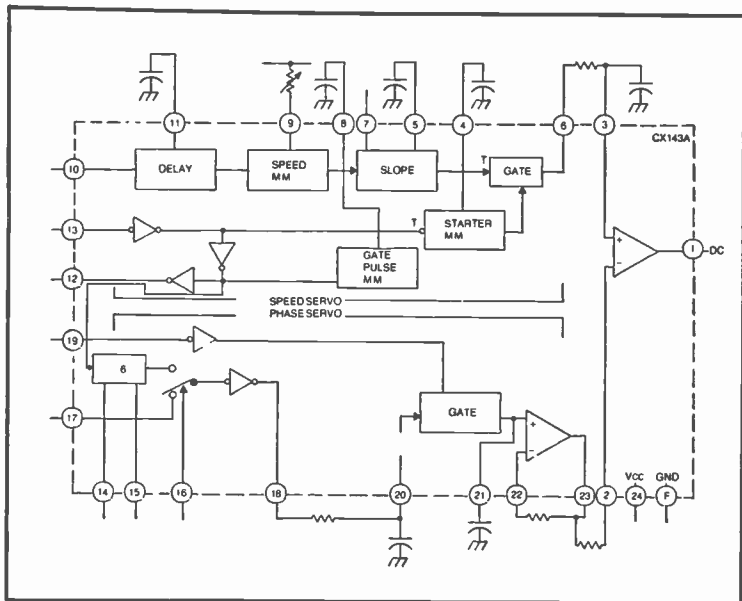 11
9
8
7
5
4
6
3
CX143A
10
DELAY
SPEED
MM
SLOPE
T
GATE
13
T
STARTER
MM
GATE
PULSE
MM
+
−
1
DC
12
SPEED SERVO
PHASE SERVO
19
6
GATE
+
−
17
14
15
16
18
20
21
22
23
2
VCC
24
GND
F